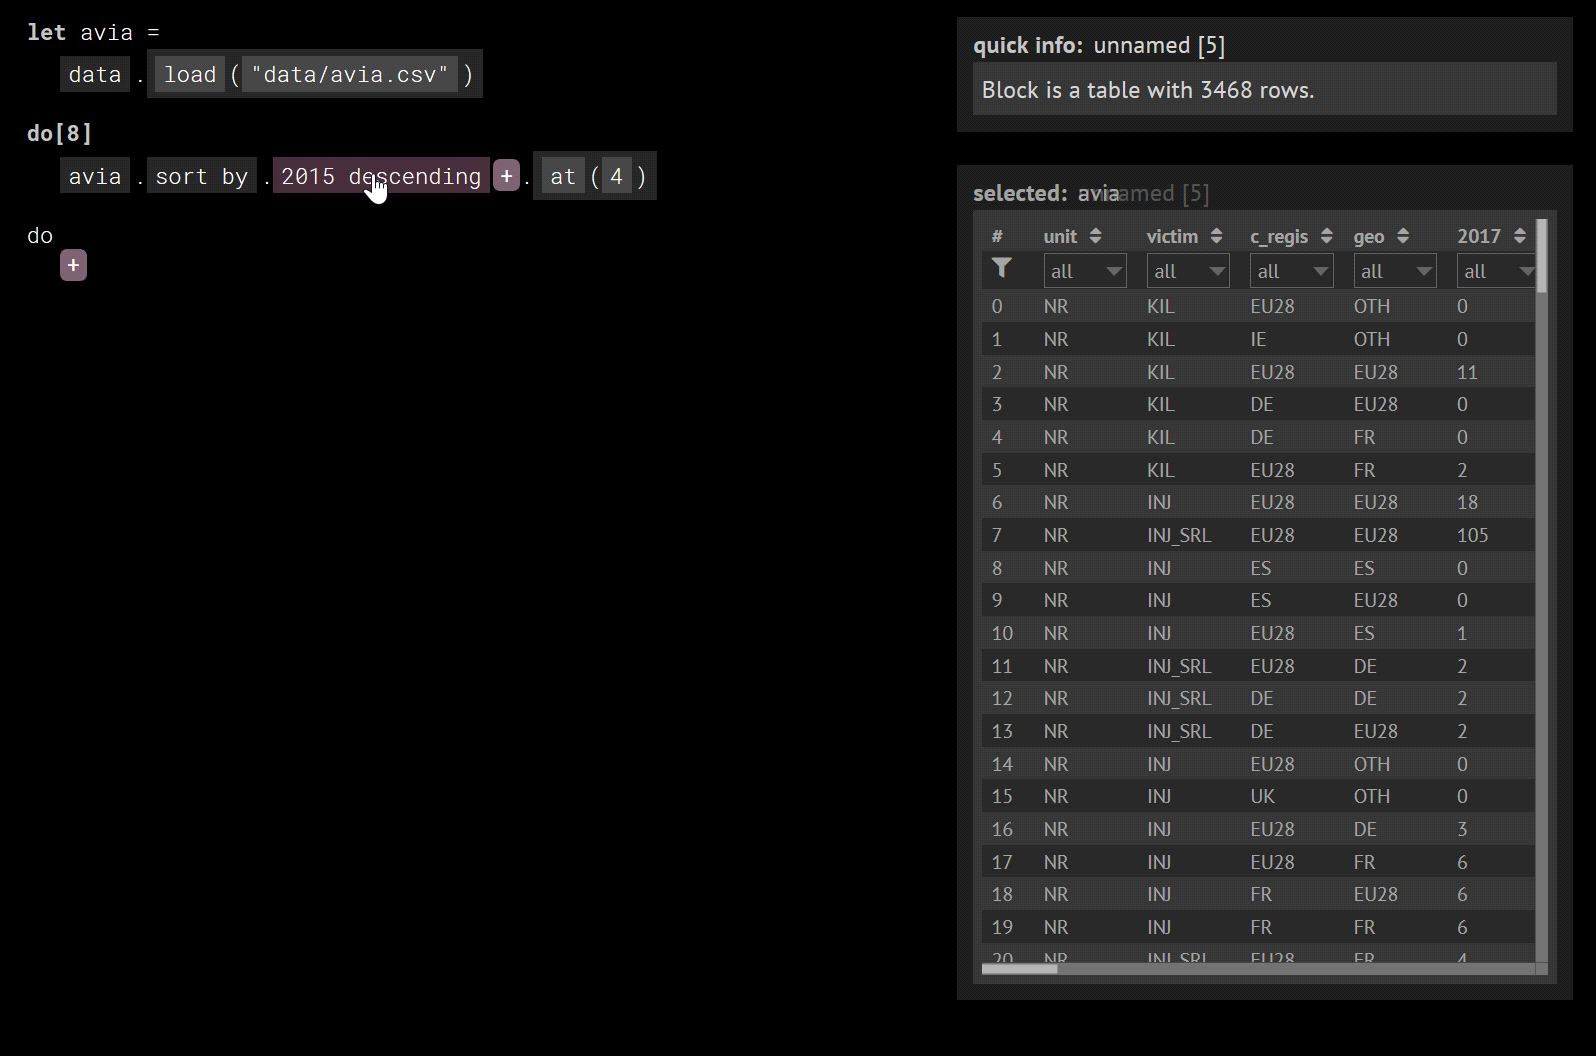 let avia =
data . load ( "data/avia.csv" )
do[8]
avia . sort by . 2015 descending + . at ( 4 )
do
+
quick info: unnamed [5]
Block is a table with 3468 rows.
selected: avia unnamed [5]
# unit victim c_regis geo 2017
all all all all all
0 NR KIL EU28 OTH 0
1 NR KIL IE OTH 0
2 NR KIL EU28 EU28 11
3 NR KIL DE EU28 0
4 NR KIL DE FR 0
5 NR KIL EU28 FR 2
6 NR INJ EU28 EU28 18
7 NR INJ_SRL EU28 EU28 105
8 NR INJ ES ES 0
9 NR INJ ES EU28 0
10 NR INJ EU28 ES 1
11 NR INJ_SRL EU28 DE 2
12 NR INJ_SRL DE DE 2
13 NR INJ_SRL DE EU28 2
14 NR INJ EU28 OTH 0
15 NR INJ UK OTH 0
16 NR INJ EU28 DE 3
17 NR INJ EU28 FR 6
18 NR INJ FR EU28 6
19 NR INJ FR FR 6
20 NR INJ_SRL EU28 FR 4